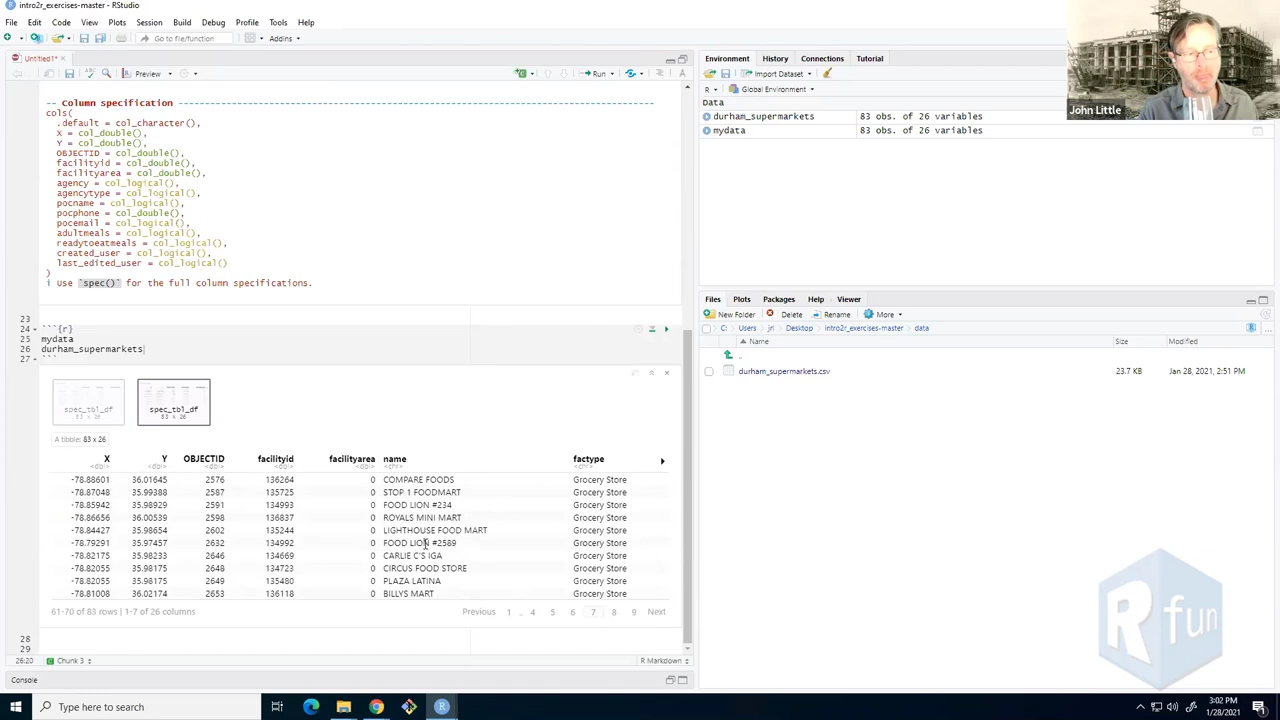 intro2r_exercises-master - RStudio
File Edit Code View Plots Session Build Debug Profile Tools Help
Go to file/function Addins
Untitled1*
Preview Run
-- Column specification --------------------------------------------------------
cols(
.default = col_character(),
X = col_double(),
Y = col_double(),
OBJECTID = col_double(),
facilityid = col_double(),
facilityarea = col_double(),
agency = col_logical(),
agencytype = col_logical(),
pocname = col_logical(),
pocphone = col_double(),
pocemail = col_logical(),
adultmeals = col_logical(),
readytoeatmeals = col_logical(),
created_user = col_logical(),
last_edited_user = col_logical()
)
i Use `spec()` for the full column specifications.
23
24 ```{r}
25 mydata
26 durham_supermarkets
27 ```
spec_tbl_df spec_tbl_df
83 x 26 83 x 26
A tibble: 83 x 26
X Y OBJECTID facilityid facilityarea name factype
<dbl> <dbl> <dbl> <dbl> <dbl> <chr> <chr>
-78.88601 36.01645 2576 136264 0 COMPARE FOODS Grocery Store
-78.87048 35.99388 2587 135725 0 STOP 1 FOODMART Grocery Store
-78.85942 35.98929 2591 134993 0 FOOD LION #234 Grocery Store
-78.86656 36.00539 2598 136837 0 ROYALS MINI MART Grocery Store
-78.84427 35.98654 2602 135244 0 LIGHTHOUSE FOOD MART Grocery Store
-78.79291 35.97457 2632 134992 0 FOOD LION #2589 Grocery Store
-78.82175 35.98233 2646 134669 0 CARLIE C'S IGA Grocery Store
-78.82055 35.98175 2648 134723 0 CIRCUS FOOD STORE Grocery Store
-78.82055 35.98175 2649 135480 0 PLAZA LATINA Grocery Store
-78.81008 36.02174 2653 136118 0 BILLYS MART Grocery Store
61-70 of 83 rows | 1-7 of 26 columns Previous 1 .. 4 5 6 7 8 9 Next
28
29
26:20 Chunk 3 R Markdown
Console
Environment History Connections Tutorial
Import Dataset
R Global Environment
Data
durham_supermarkets 83 obs. of 26 variables
mydata 83 obs. of 26 variables
John Little
Files Plots Packages Help Viewer
New Folder Delete Rename More
C: Users jrl Desktop intro2r_exercises-master data
Name Size Modified
..
durham_supermarkets.csv 23.7 KB Jan 28, 2021, 2:51 PM
R fun
Type here to search
3:02 PM
1/28/2021